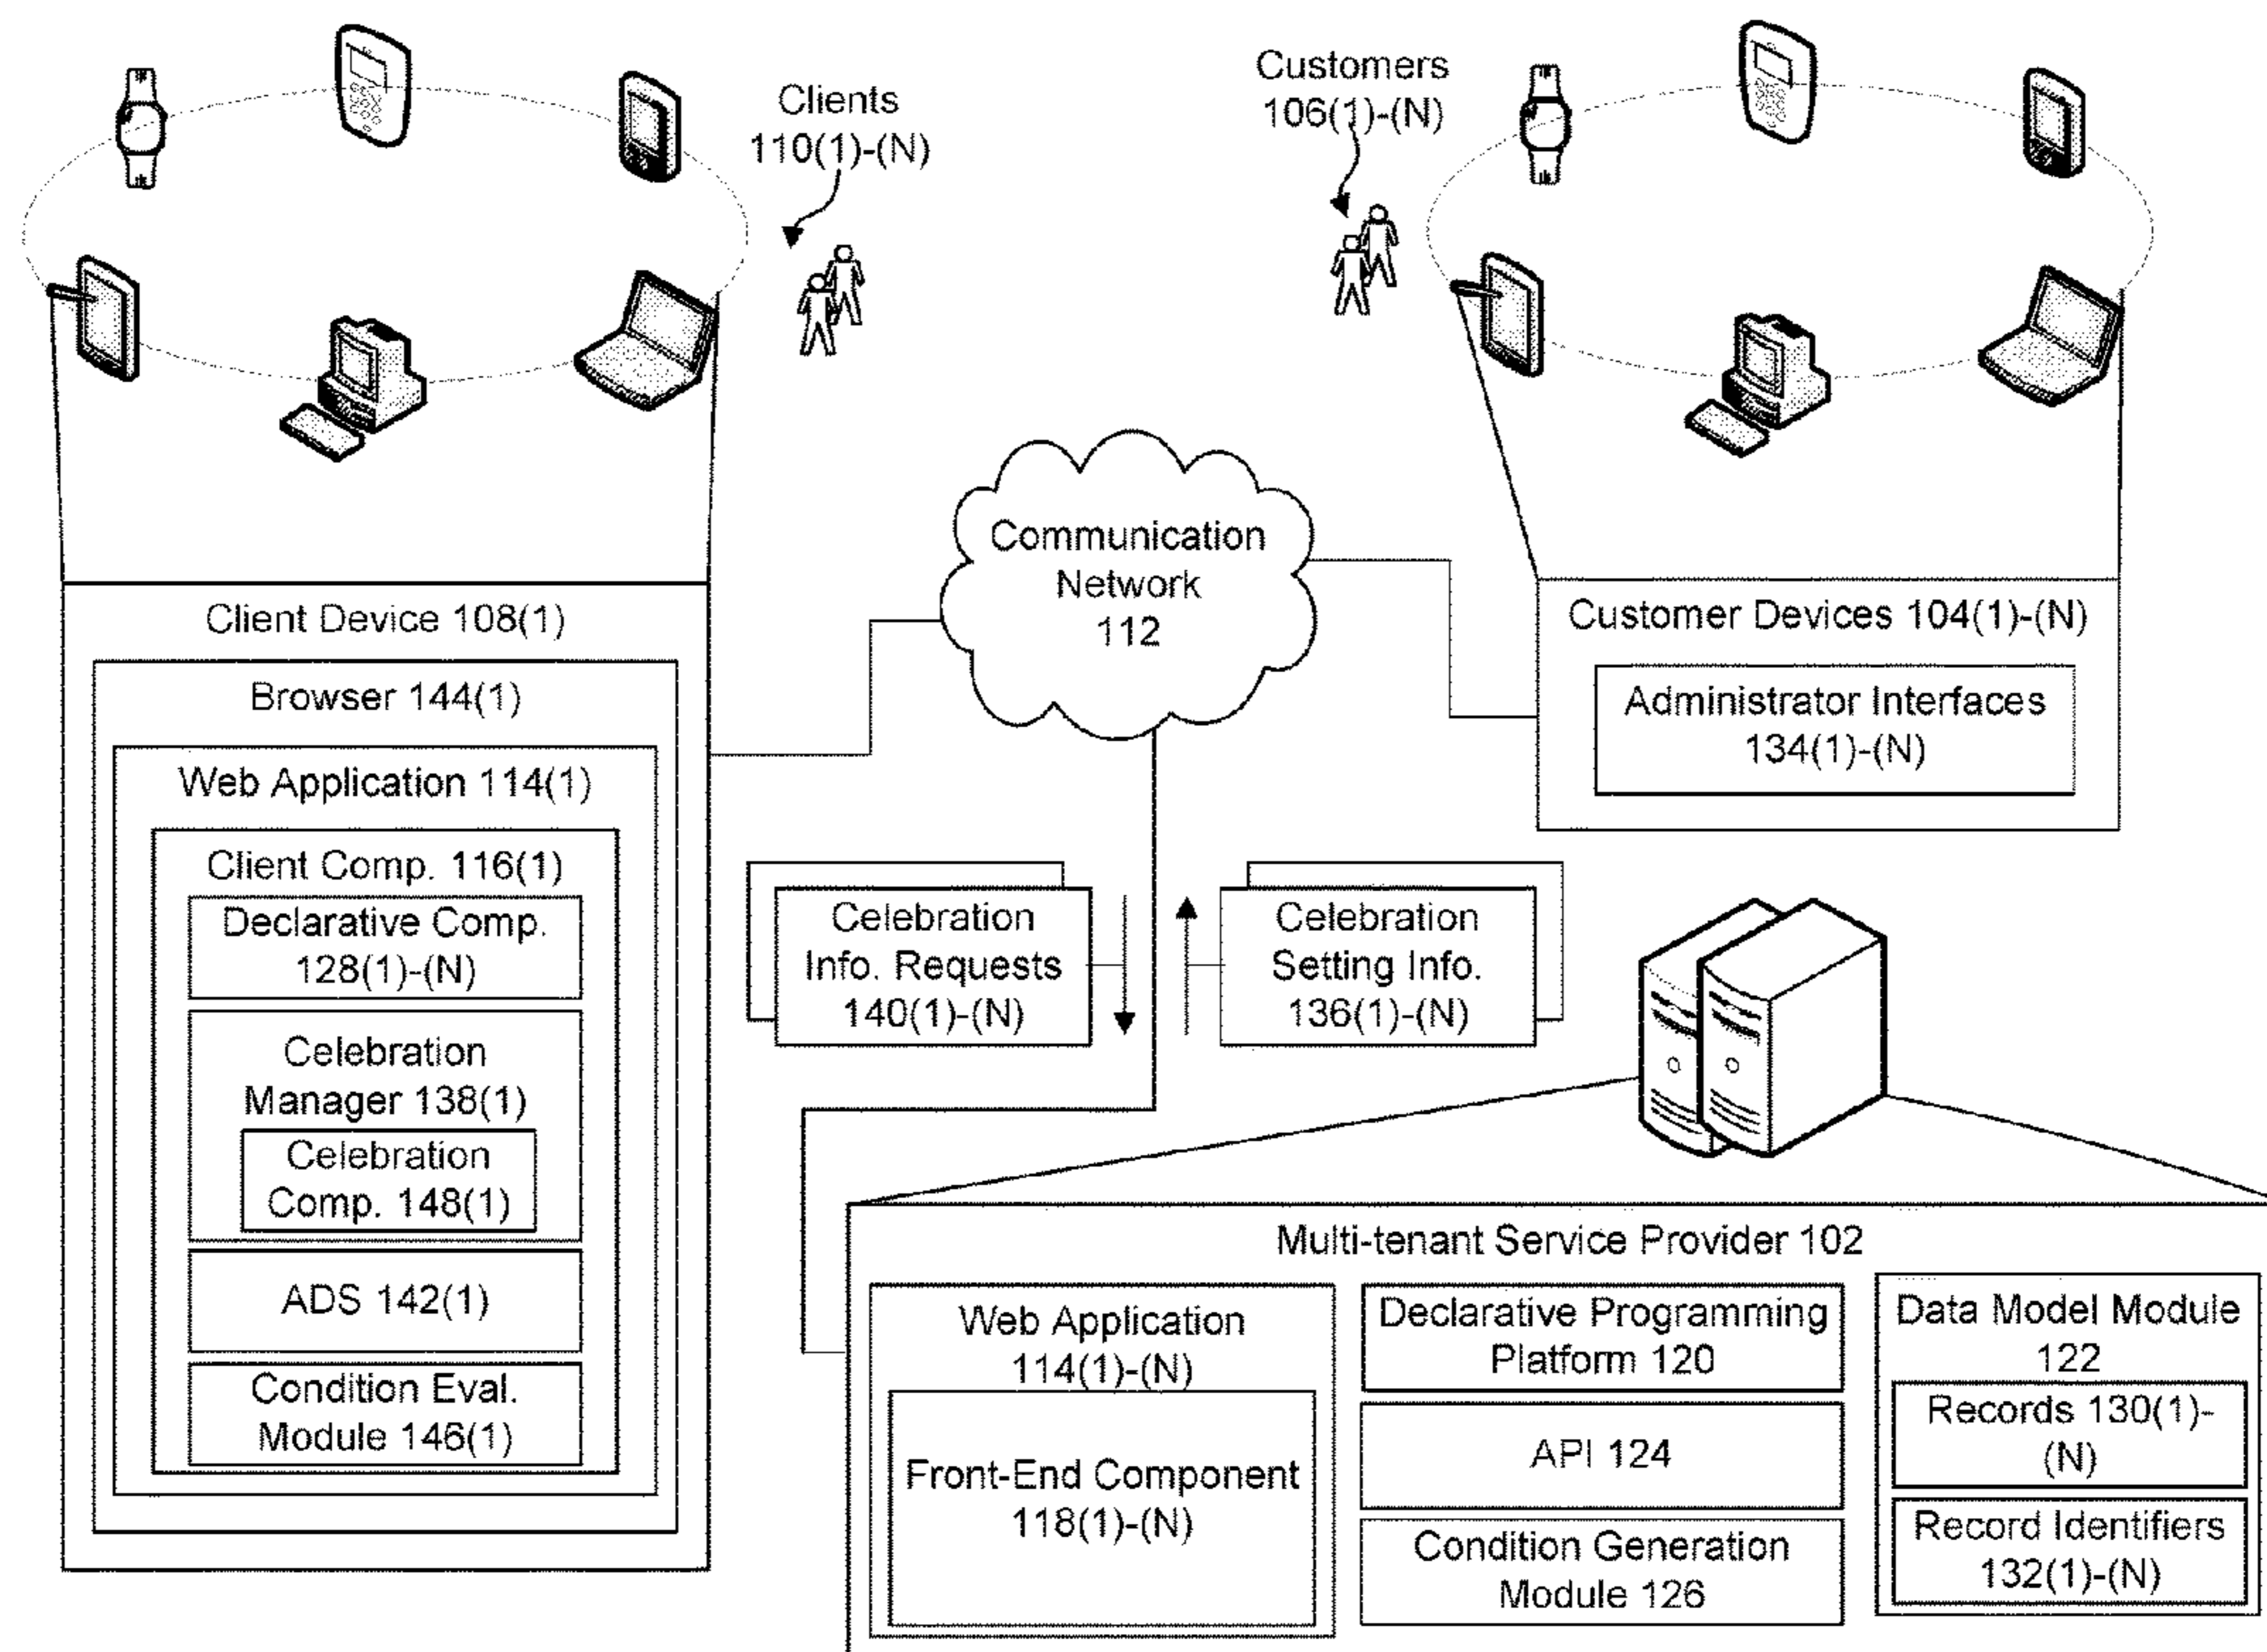 Clients
110(1)-(N)
Customers
106(1)-(N)
Communication
Network
112
Client Device 108(1)
Browser 144(1)
Web Application 114(1)
Client Comp. 116(1)
Declarative Comp.
128(1)-(N)
Celebration
Manager 138(1)
Celebration
Comp. 148(1)
ADS 142(1)
Condition Eval.
Module 146(1)
Customer Devices 104(1)-(N)
Administrator Interfaces
134(1)-(N)
Celebration
Info. Requests
140(1)-(N)
Celebration
Setting Info.
136(1)-(N)
Multi-tenant Service Provider 102
Web Application
114(1)-(N)
Front-End Component
118(1)-(N)
Declarative Programming
Platform 120
API 124
Condition Generation
Module 126
Data Model Module
122
Records 130(1)-
(N)
Record Identifiers
132(1)-(N)